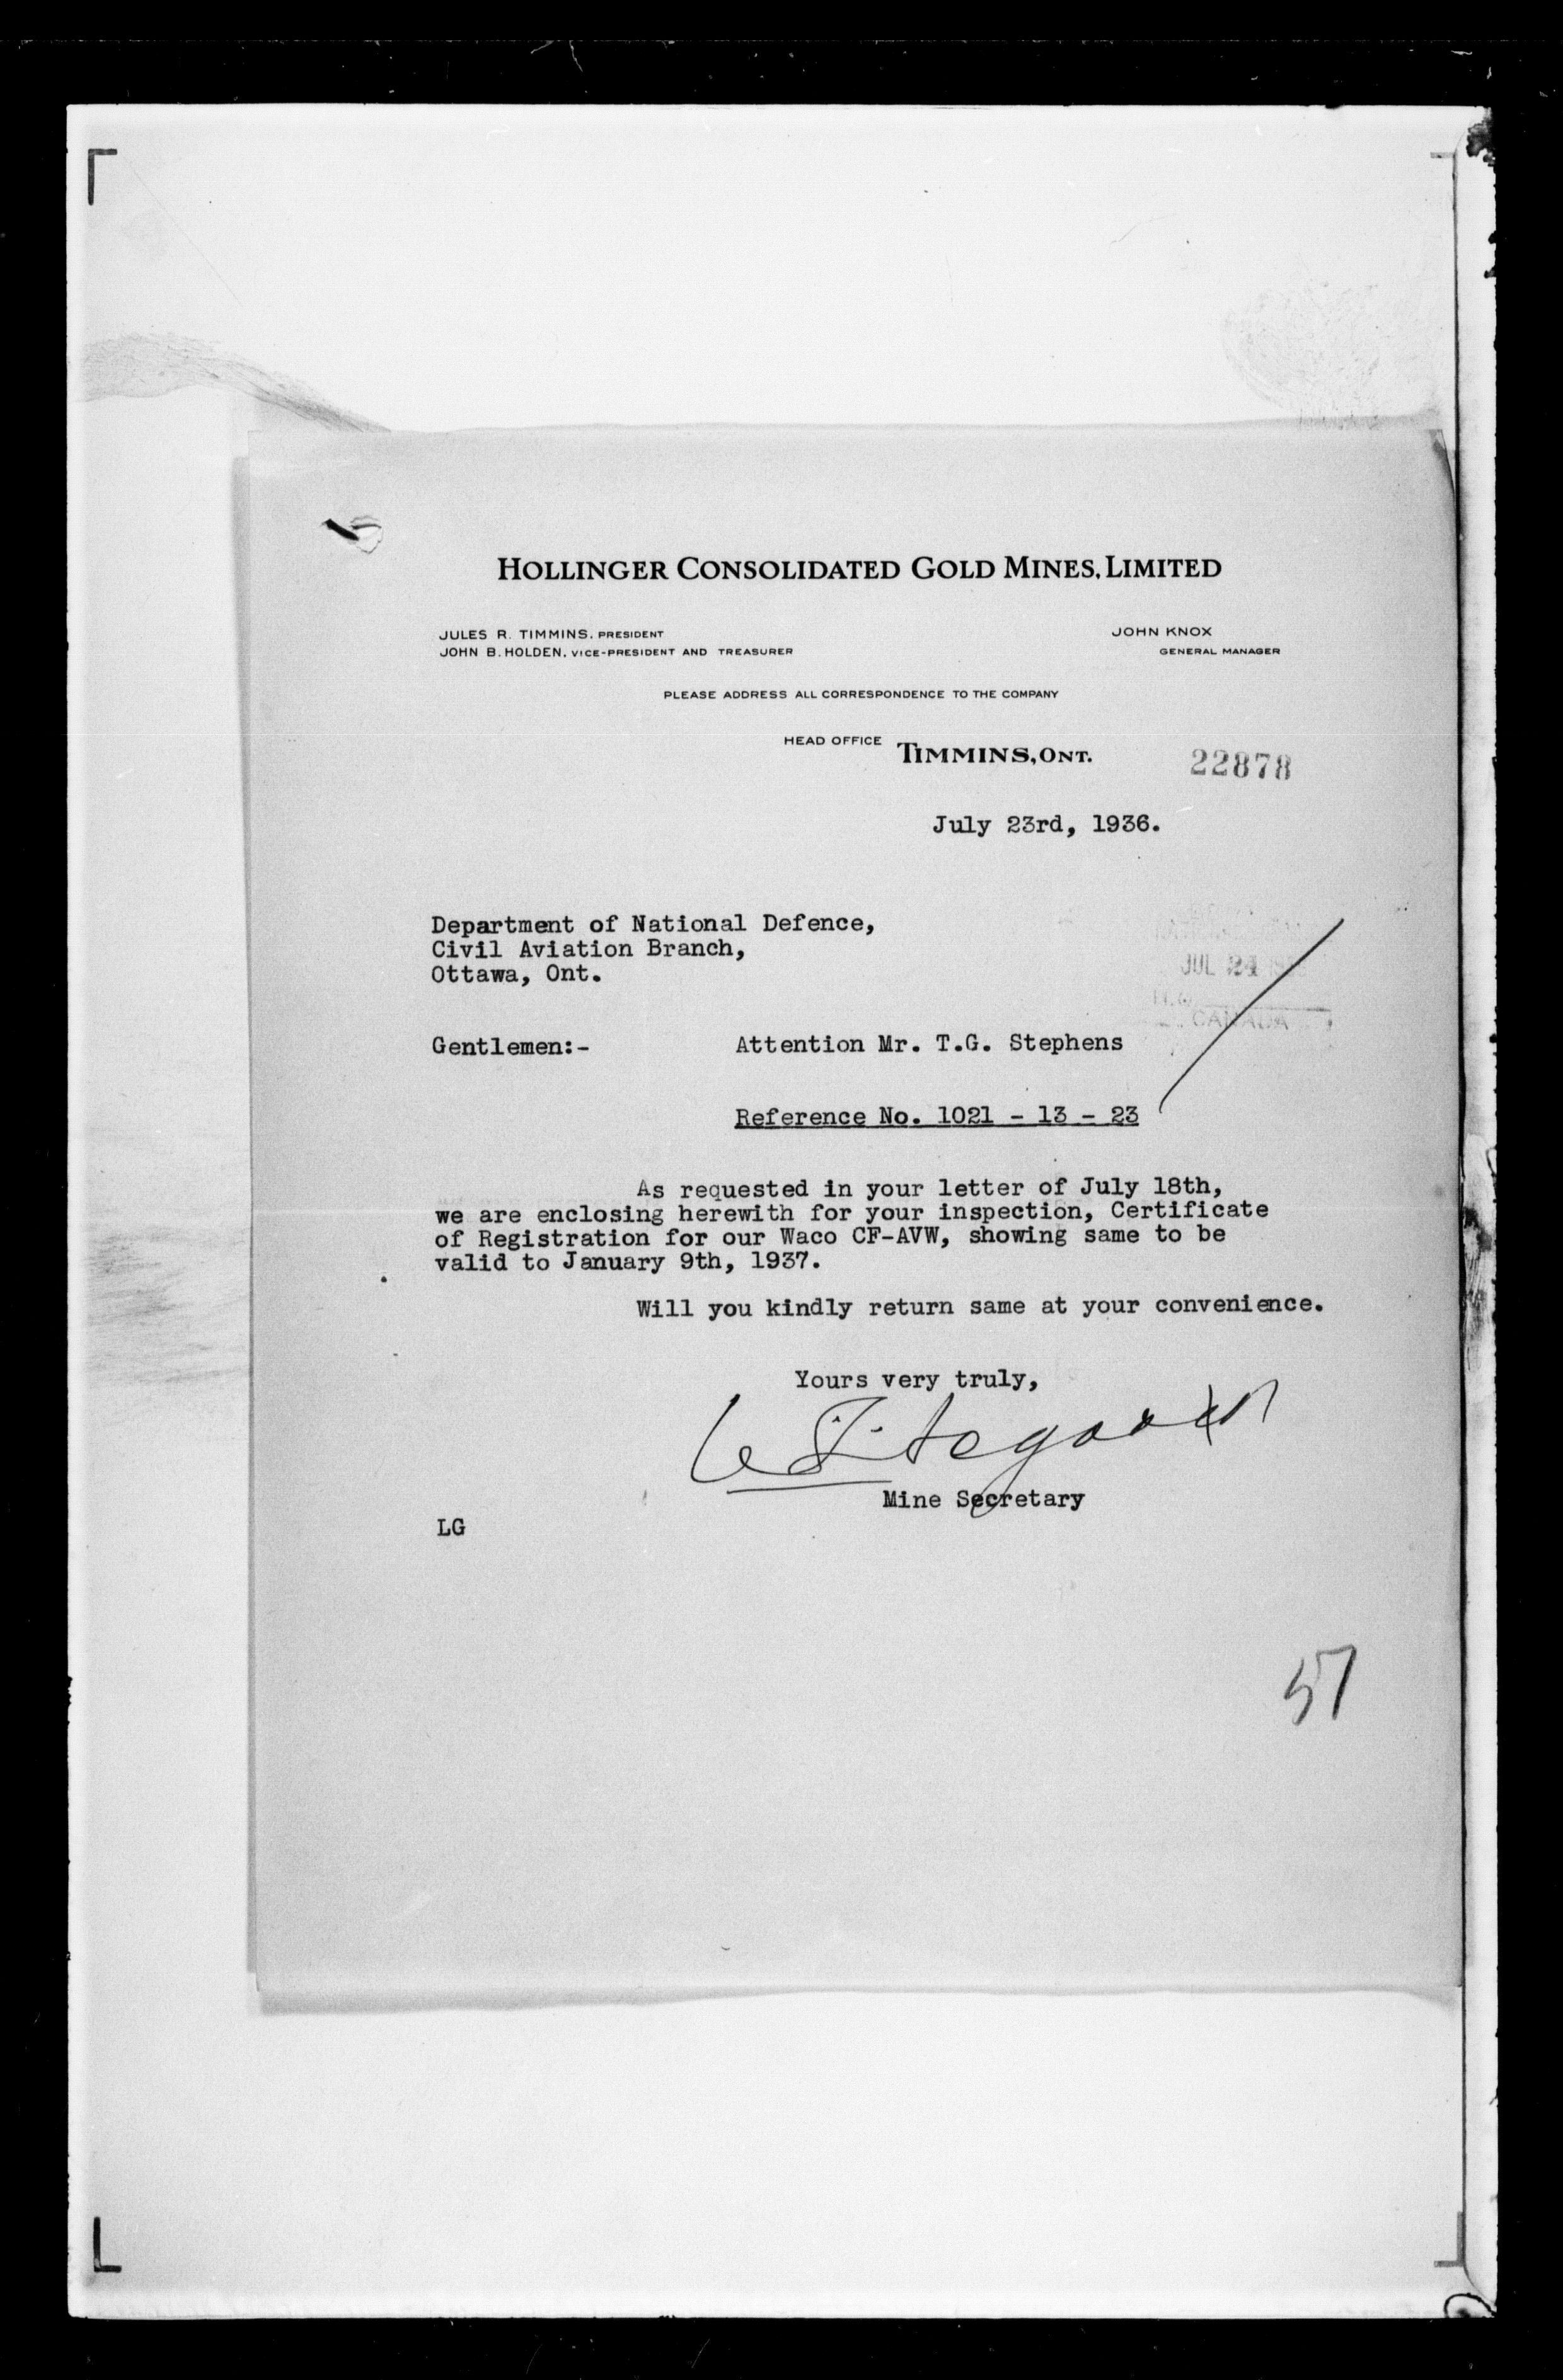 HOLLINGER CONSOLIDATED GOLD MINES, LIMITED
JULES R. TIMMINS, PRESIDENT
JOHN B. HOLDEN, VICE-PRESIDENT AND TREASURER
JOHN KNOX
GENERAL MANAGER
PLEASE ADDRESS ALL CORRESPONDENCE TO THE COMPANY
HEAD OFFICE TIMMINS, ONT.
22878
July 23rd, 1936.
Department of National Defence,
Civil Aviation Branch,
Ottawa, Ont.
JUL 24
CANADA
Gentlemen:- Attention Mr. T.G. Stephens
Reference No. 1021 - 13 - 23
As requested in your letter of July 18th,
we are enclosing herewith for your inspection, Certificate
of Registration for our Waco CF-AVW, showing same to be
valid to January 9th, 1937.
Will you kindly return same at your convenience.
Yours very truly,
Mine Secretary
LG
57